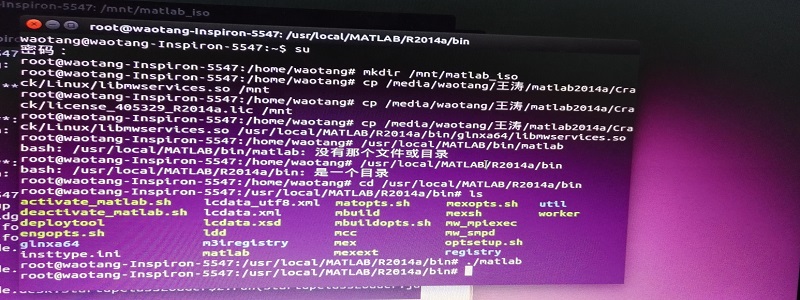 Inspiron-5547: /mnt/matlab_iso
root@waotang-Inspiron-5547: /usr/local/MATLAB/R2014a/bin
waotang@waotang-Inspiron-5547:~$ su
密码：
root@waotang-Inspiron-5547:/home/waotang# mkdir /mnt/matlab_iso
root@waotang-Inspiron-5547:/home/waotang# cp /media/waotang/王涛/matlab2014a/Cra
ck/Linux/libmwservices.so /mnt
root@waotang-Inspiron-5547:/home/waotang# cp /media/waotang/王涛/matlab2014a/Cra
ck/license_405329_R2014a.lic /mnt
root@waotang-Inspiron-5547:/home/waotang# cp /media/waotang/王涛/matlab2014a/Cra
ck/Linux/libmwservices.so /usr/local/MATLAB/R2014a/bin/glnxa64/libmwservices.so
root@waotang-Inspiron-5547:/home/waotang# /usr/local/MATLAB/R2014a/bin/matlab
bash: /usr/local/MATLAB/bin/matlab: 没有那个文件或目录
root@waotang-Inspiron-5547:/home/waotang# /usr/local/MATLAB/R2014a/bin
bash: /usr/local/MATLAB/R2014a/bin: 是一个目录
root@waotang-Inspiron-5547:/home/waotang# cd /usr/local/MATLAB/R2014a/bin
root@waotang-Inspiron-5547:/usr/local/MATLAB/R2014a/bin# ls
activate_matlab.sh lcdata_utf8.xml matopts.sh mexopts.sh util
deactivate_matlab.sh lcdata.xml mbuild mexsh worker
deploytool lcdata.xsd mbuildopts.sh mw_mpiexec
engopts.sh ldd mcc mw_smpd
glnxa64 m3iregistry mex optsetup.sh
insttype.ini matlab mexext registry
root@waotang-Inspiron-5547:/usr/local/MATLAB/R2014a/bin# ./matlab
root@waotang-Inspiron-5547:/usr/local/MATLAB/R2014a/bin#